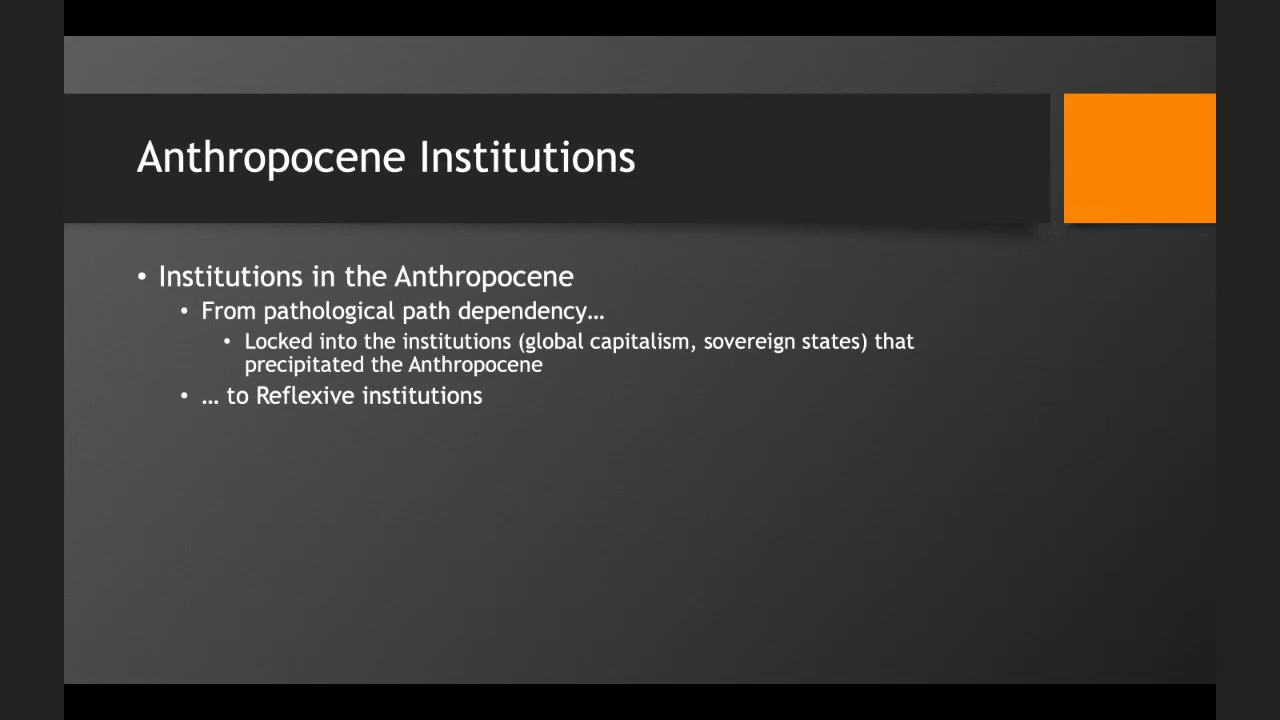 Anthropocene Institutions
• Institutions in the Anthropocene
• From pathological path dependency…
• Locked into the institutions (global capitalism, sovereign states) that
precipitated the Anthropocene
• … to Reflexive institutions